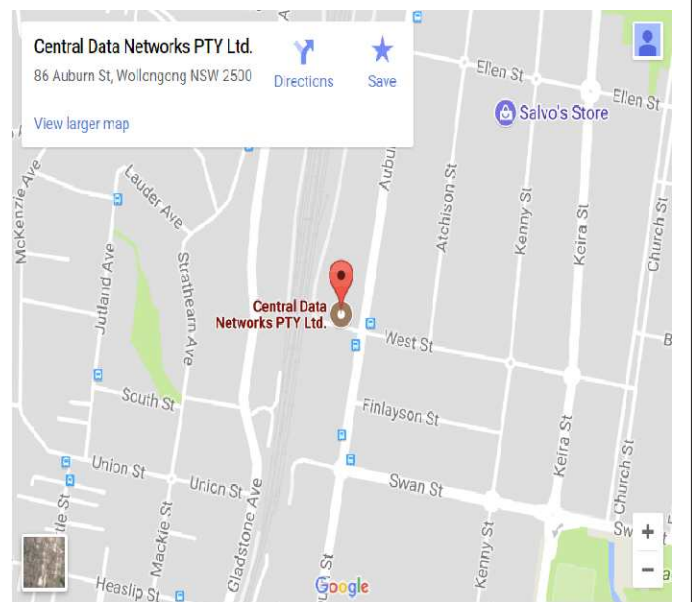 Central Data Networks PTY Ltd.
86 Auburn St, Wollongong NSW 2500
Directions
Save
View larger map
Ellen St
Ellen St
Salvo's Store
McKenzie Ave
Lauder Ave
Jutland Ave
Strathearn Ave
Aubu
Atchison St
Kenny St
Keira St
Church St
Central Data
Networks PTY Ltd.
West St
B
South St
Finlayson St
Keira St
Church St
Union St
Union St
Swan St
Sw
Mackie St
Gladstone Ave
Kenny St
Heaslip St
Google